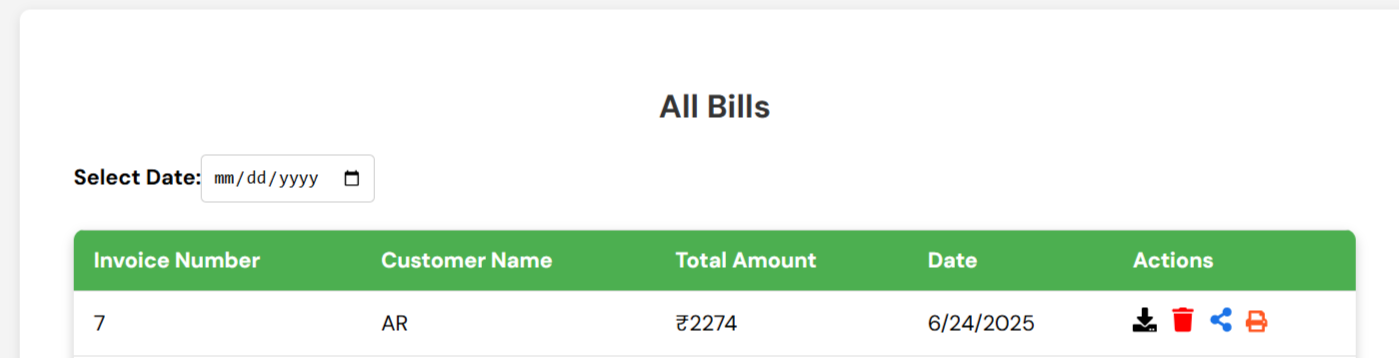 All Bills
Select Date: mm/dd/yyyy
Invoice Number Customer Name Total Amount Date Actions
7 AR ₹2274 6/24/2025